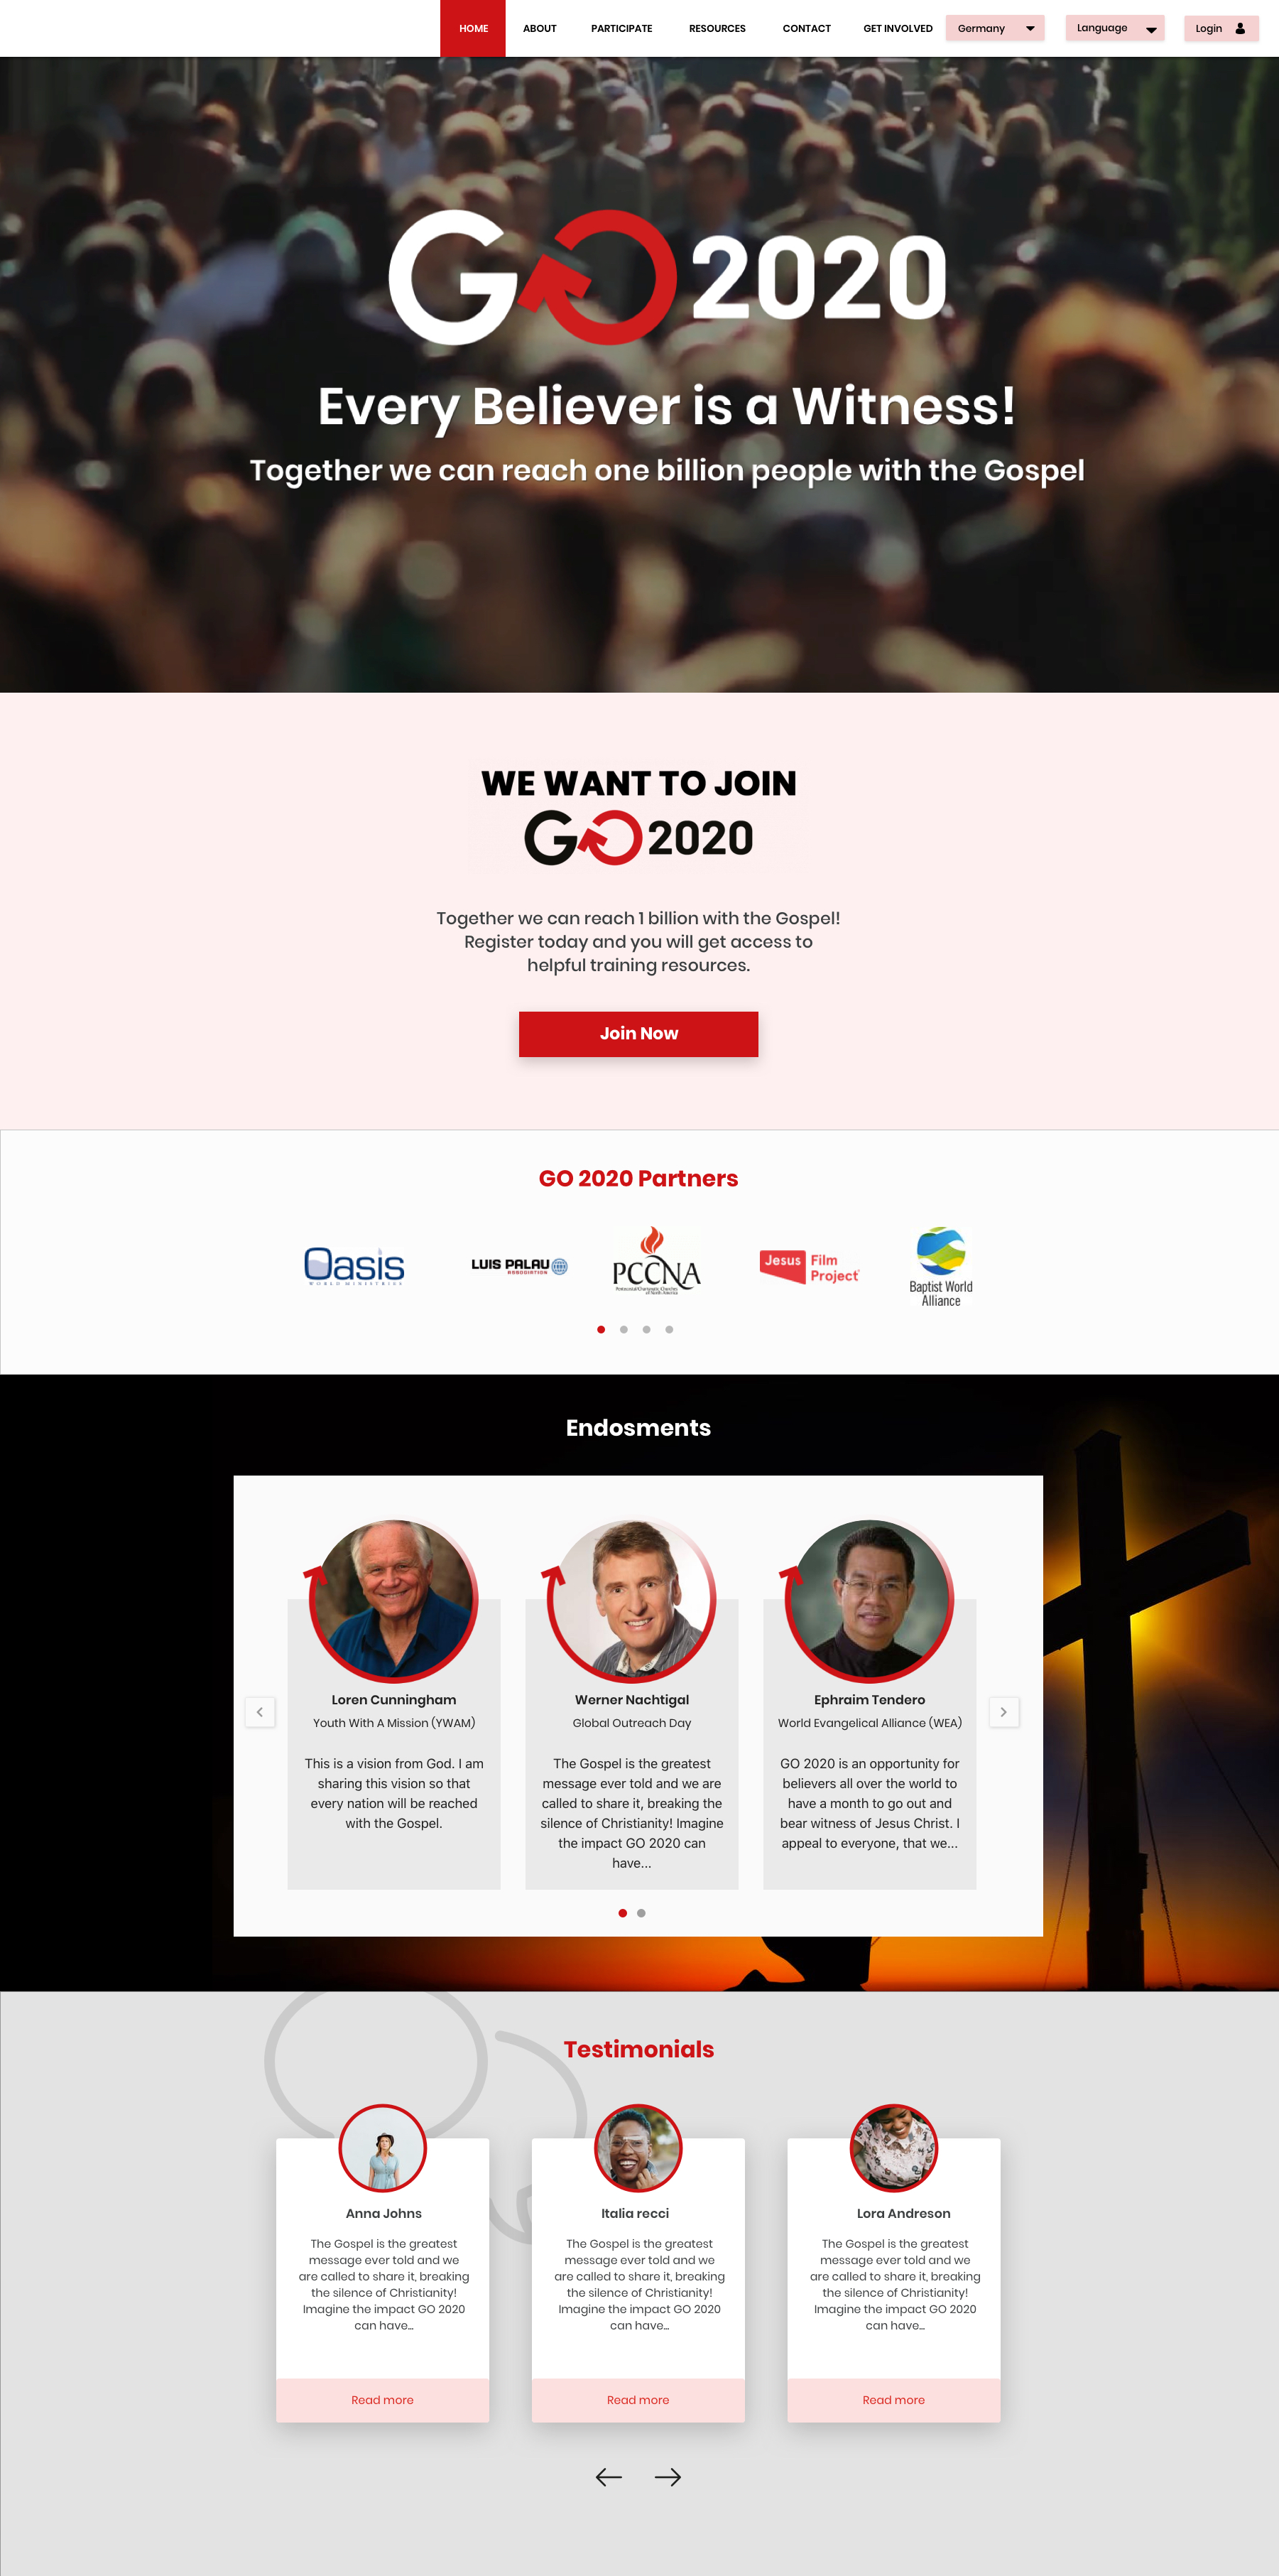 HOME ABOUT PARTICIPATE RESOURCES CONTACT GET INVOLVED Germany Language Login
GO 2020
Every Believer is a Witness!
Together we can reach one billion people with the Gospel
WE WANT TO JOIN
GO 2020
Together we can reach 1 billion with the Gospel!
Register today and you will get access to
helpful training resources.
Join Now
GO 2020 Partners
Oasis
WORLD MINISTRIES
LUIS PALAU
ASSOCIATION
PCCNA
Pentecostal/Charismatic Churches
of North America
Jesus Film
Project
Baptist World
Alliance
Endosments
Loren Cunningham
Youth With A Mission (YWAM)
This is a vision from God. I am
sharing this vision so that
every nation will be reached
with the Gospel.
Werner Nachtigal
Global Outreach Day
The Gospel is the greatest
message ever told and we are
called to share it, breaking the
silence of Christianity! Imagine
the impact GO 2020 can
have...
Ephraim Tendero
World Evangelical Alliance (WEA)
GO 2020 is an opportunity for
believers all over the world to
have a month to go out and
bear witness of Jesus Christ. I
appeal to everyone, that we...
Testimonials
Anna Johns
The Gospel is the greatest
message ever told and we
are called to share it, breaking
the silence of Christianity!
Imagine the impact GO 2020
can have...
Read more
Italia recci
The Gospel is the greatest
message ever told and we
are called to share it, breaking
the silence of Christianity!
Imagine the impact GO 2020
can have...
Read more
Lora Andreson
The Gospel is the greatest
message ever told and we
are called to share it, breaking
the silence of Christianity!
Imagine the impact GO 2020
can have...
Read more